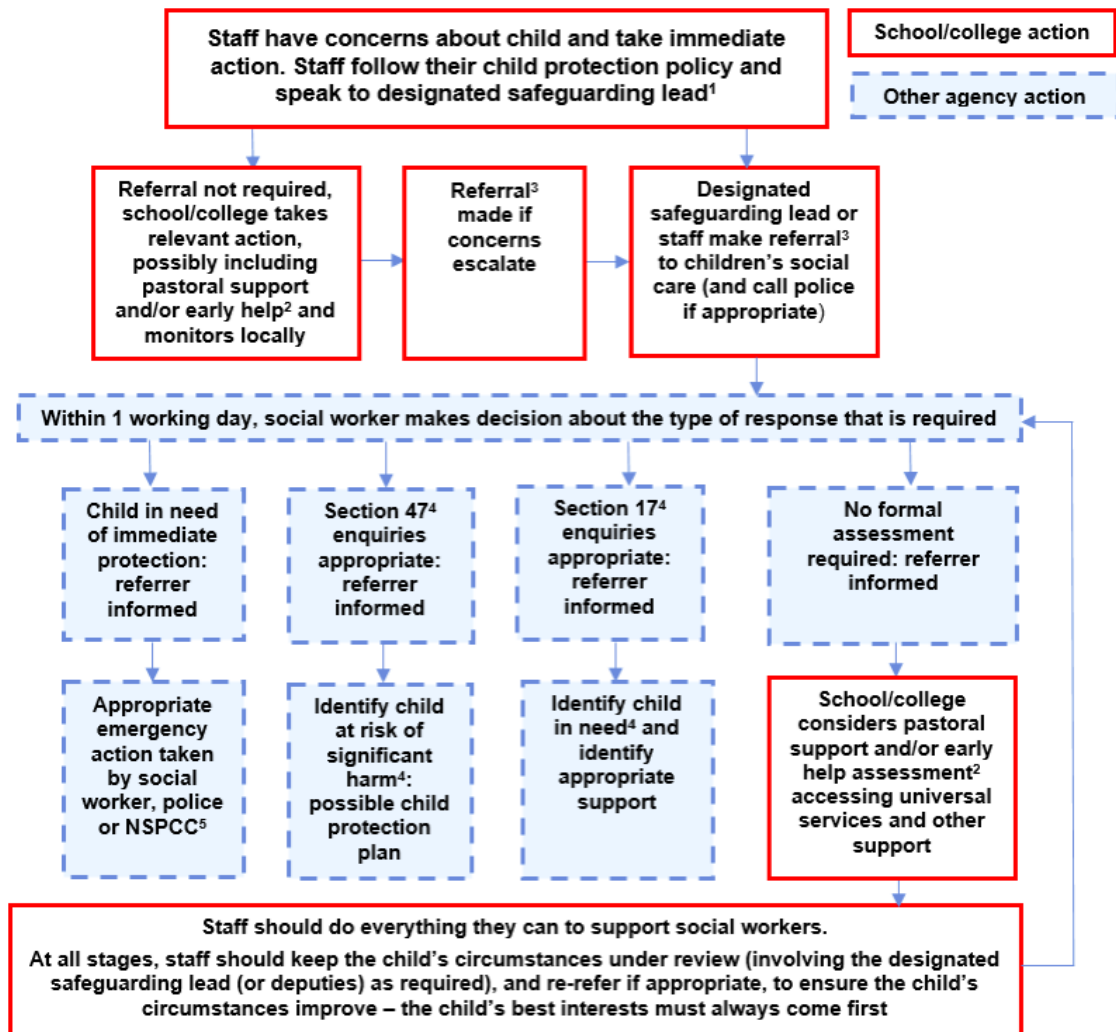 Staff have concerns about child and take immediate
action. Staff follow their child protection policy and
speak to designated safeguarding lead¹
School/college action
Other agency action
Referral not required,
school/college takes
relevant action,
possibly including
pastoral support
and/or early help² and
monitors locally
Referral³
made if
concerns
escalate
Designated
safeguarding lead or
staff make referral³
to children’s social
care (and call police
if appropriate)
Within 1 working day, social worker makes decision about the type of response that is required
Child in need
of immediate
protection:
referrer
informed
Section 47⁴
enquiries
appropriate:
referrer
informed
Section 17⁴
enquiries
appropriate:
referrer
informed
No formal
assessment
required: referrer
informed
Appropriate
emergency
action taken
by social
worker, police
or NSPCC⁵
Identify child
at risk of
significant
harm⁴:
possible child
protection
plan
Identify child
in need⁴ and
identify
appropriate
support
School/college
considers pastoral
support and/or early
help assessment²
accessing universal
services and other
support
Staff should do everything they can to support social workers.
At all stages, staff should keep the child’s circumstances under review (involving the designated
safeguarding lead (or deputies) as required), and re-refer if appropriate, to ensure the child’s
circumstances improve – the child’s best interests must always come first